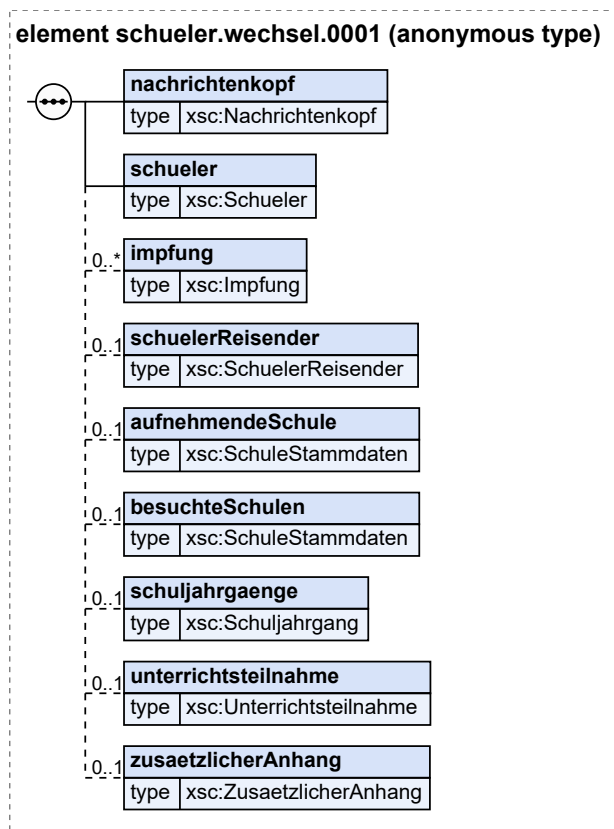 element schueler.wechsel.0001 (anonymous type)
nachrichtenkopf
type xsc:Nachrichtenkopf
schueler
type xsc:Schueler
0..* impfung
type xsc:Impfung
0..1 schuelerReisender
type xsc:SchuelerReisender
0..1 aufnehmendeSchule
type xsc:SchuleStammdaten
0..1 besuchteSchulen
type xsc:SchuleStammdaten
0..1 schuljahrgaenge
type xsc:Schuljahrgang
0..1 unterrichtsteilnahme
type xsc:Unterrichtsteilnahme
0..1 zusaetzlicherAnhang
type xsc:ZusaetzlicherAnhang